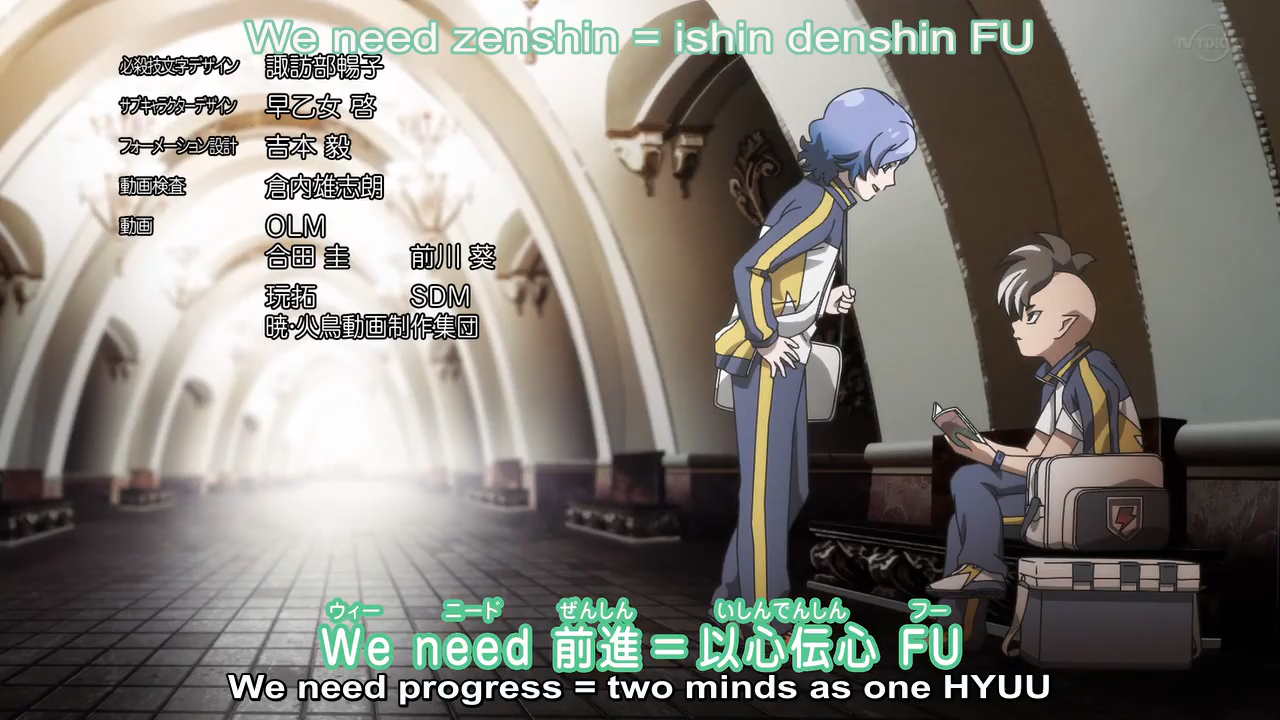 We need zenshin = ishin denshin FU
必殺技文字デザイン 諏訪部暢子
サブキャラクターデザイン 早乙女 啓
フォーメーション設計 吉本 毅
動画検査 倉内雄志朗
動画 OLM
合田 圭 前川 葵
玩拓 SDM
暁・火鳥動画制作集団
ウィー ニード ぜんしん いしんでんしん フー
We need 前進=以心伝心 FU
We need progress = two minds as one HYUU